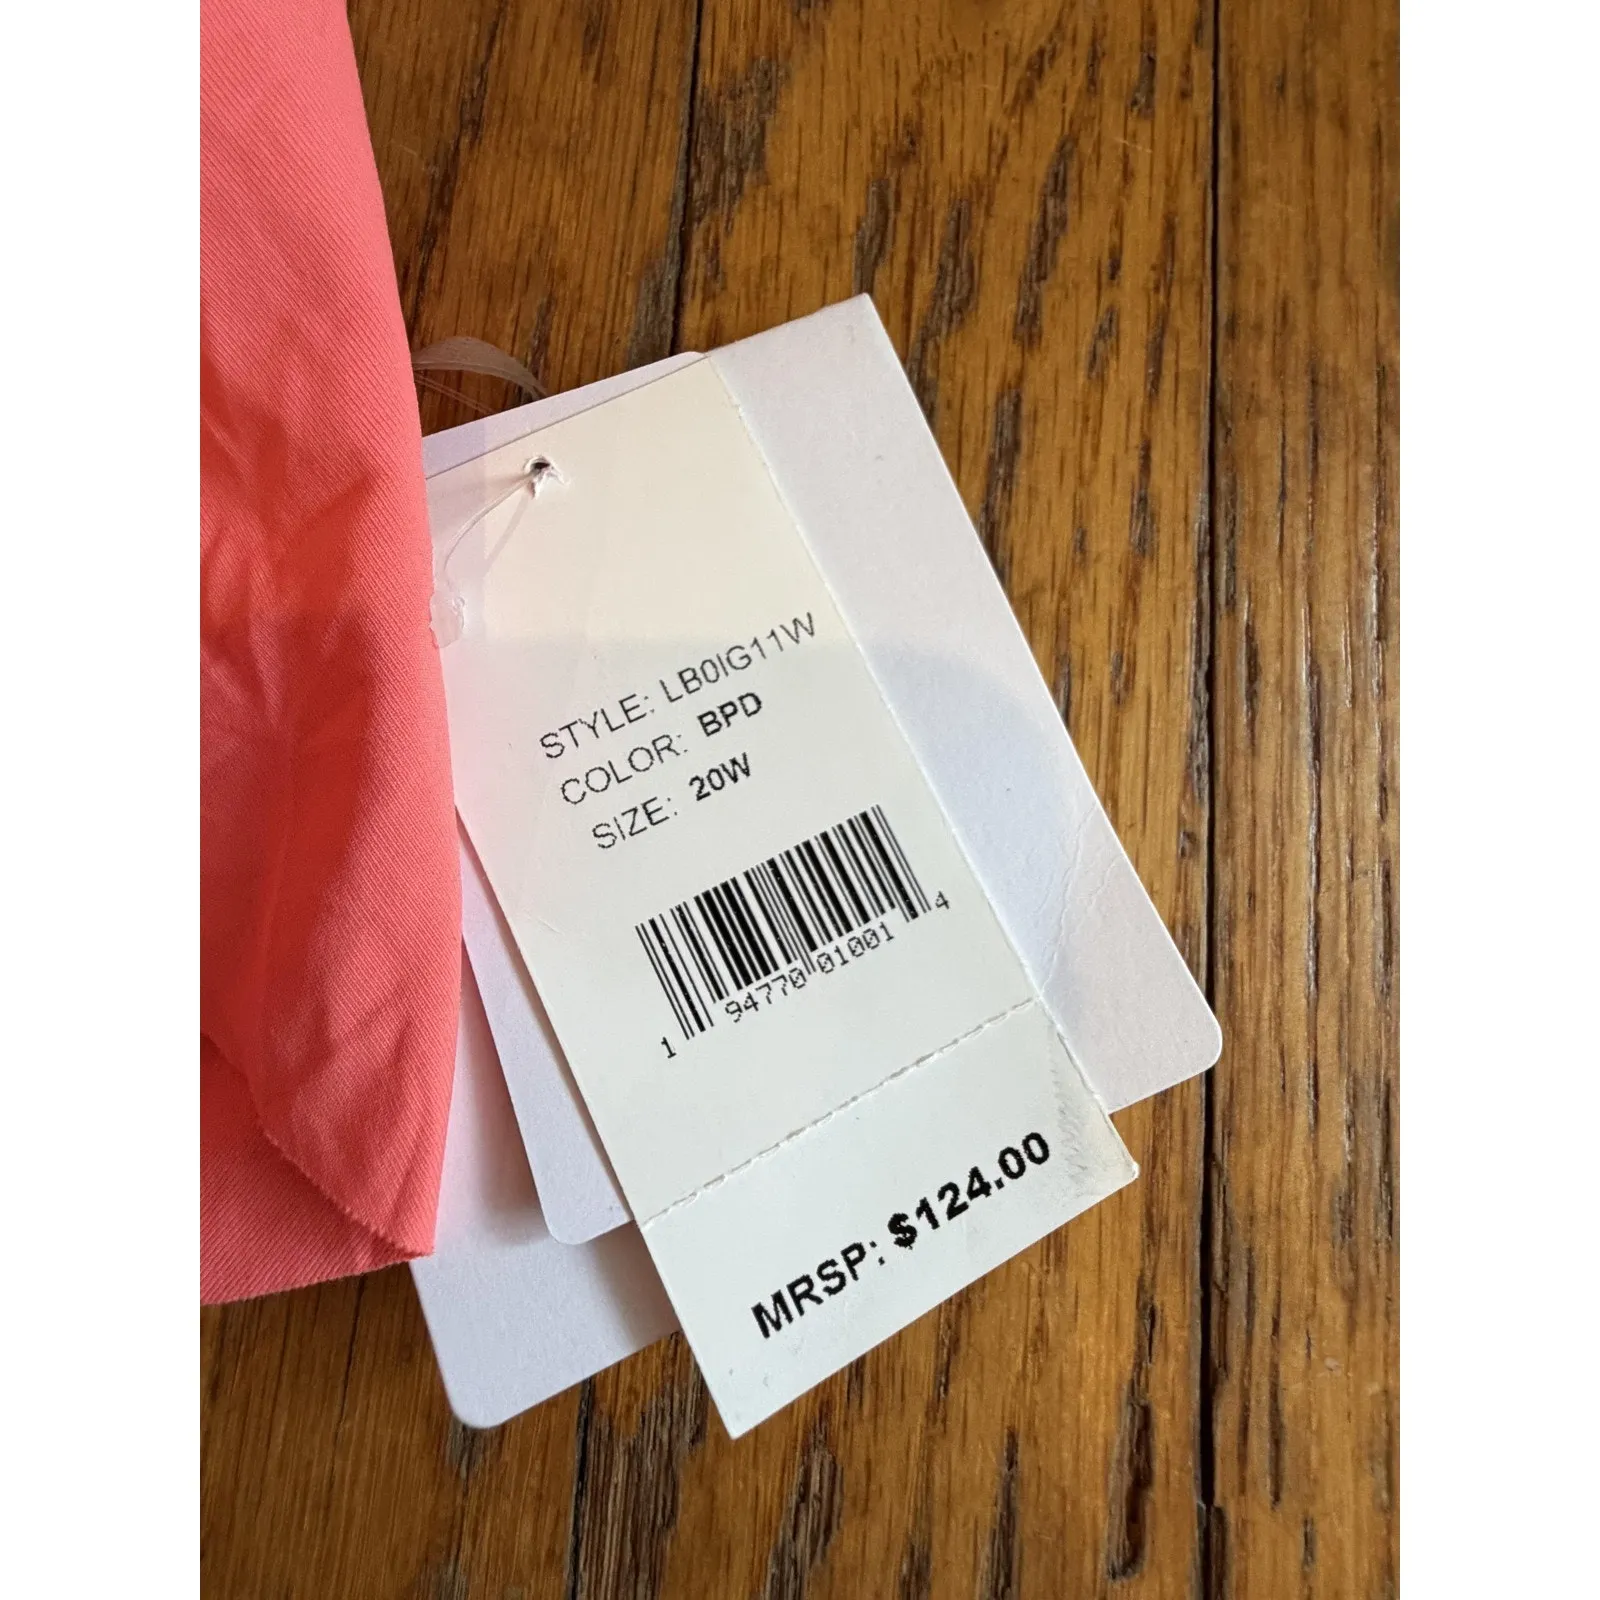 STYLE: LB0IG11W
COLOR: BPD
SIZE: 20W
1 94770 01001 4
MRSP: $124.00